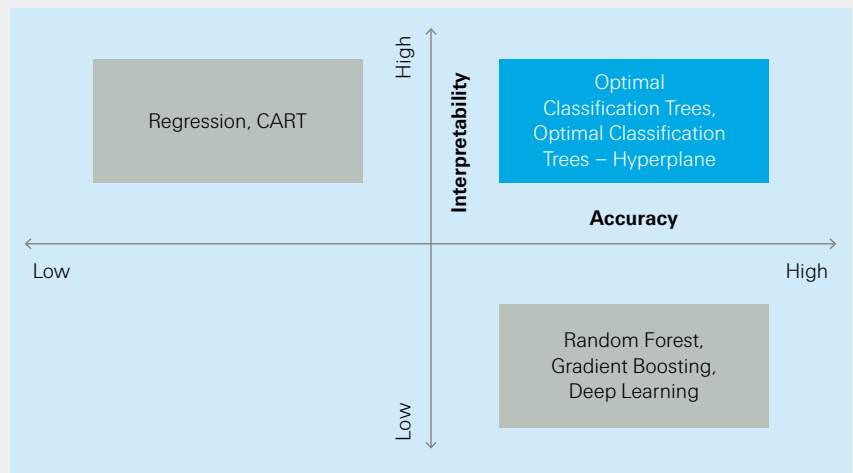 High
Interpretability
Regression, CART
Optimal
Classification Trees,
Optimal Classification
Trees – Hyperplane
Accuracy
Low
High
Random Forest,
Gradient Boosting,
Deep Learning
Low